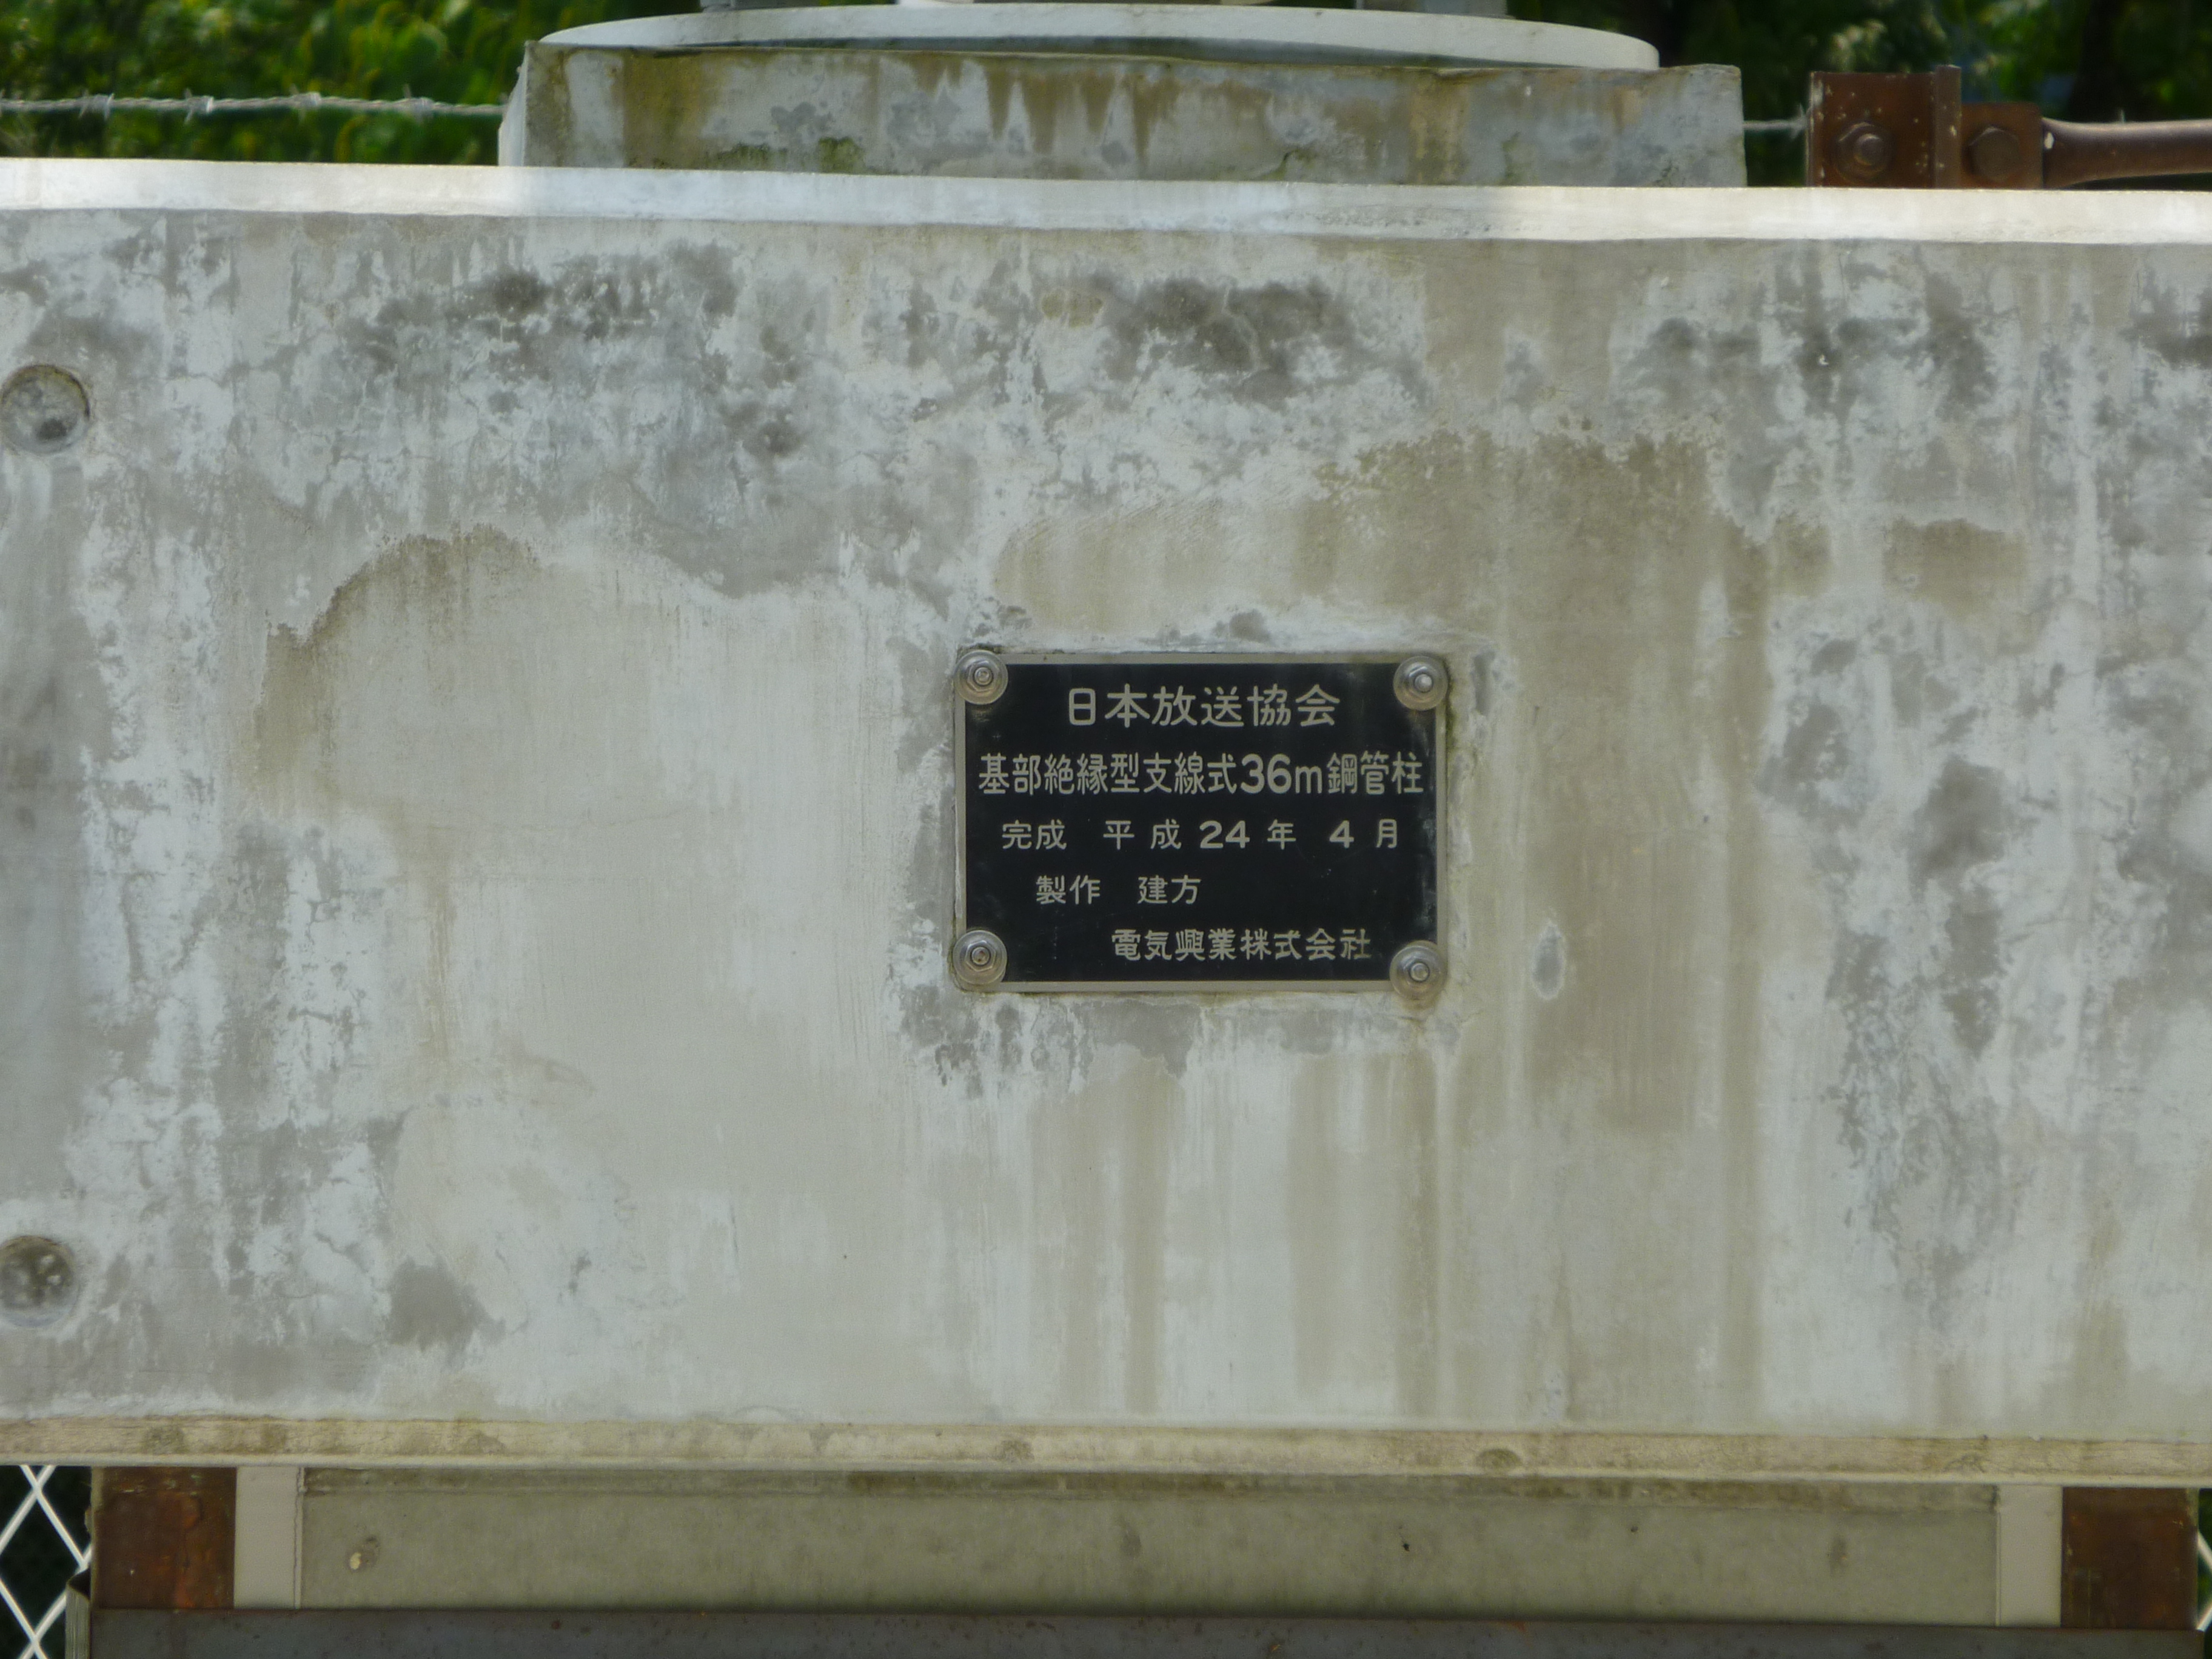 日本放送協会
基部絶縁型支線式36m鋼管柱
完成 平成24年 4月
製作 建方
電気興業株式会社